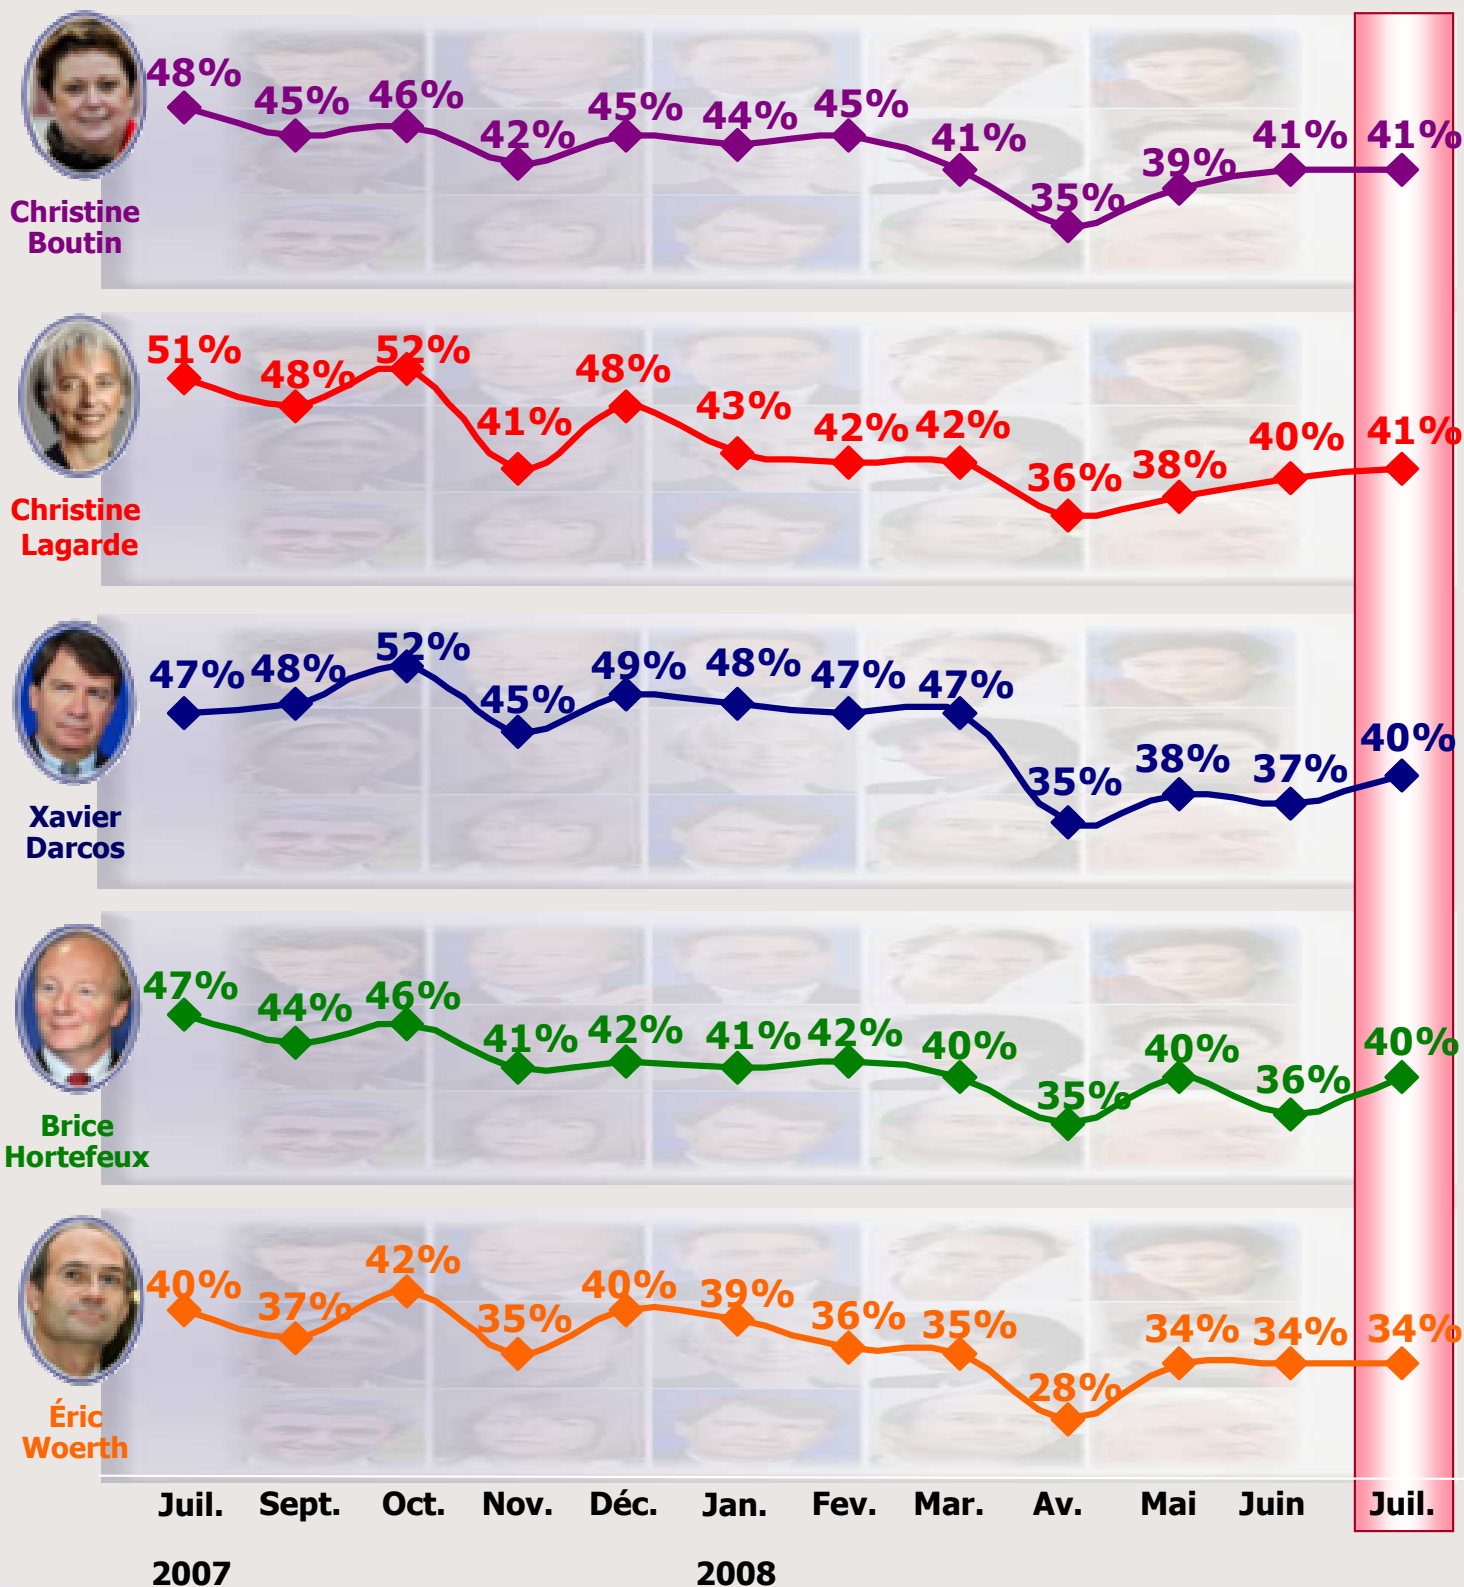 48% 45% 46% 42% 45% 44% 45% 41% 35% 39% 41% 41%
Christine
Boutin
51% 48% 52% 41% 48% 43% 42% 42% 36% 38% 40% 41%
Christine
Lagarde
47% 48% 52% 45% 49% 48% 47% 47% 35% 38% 37% 40%
Xavier
Darcos
47% 44% 46% 41% 42% 41% 42% 40% 35% 40% 36% 40%
Brice
Hortefeux
40% 37% 42% 35% 40% 39% 36% 35% 28% 34% 34% 34%
Éric
Woerth
Juil. Sept. Oct. Nov. Déc. Jan. Fev. Mar. Av. Mai Juin Juil.
2007 2008